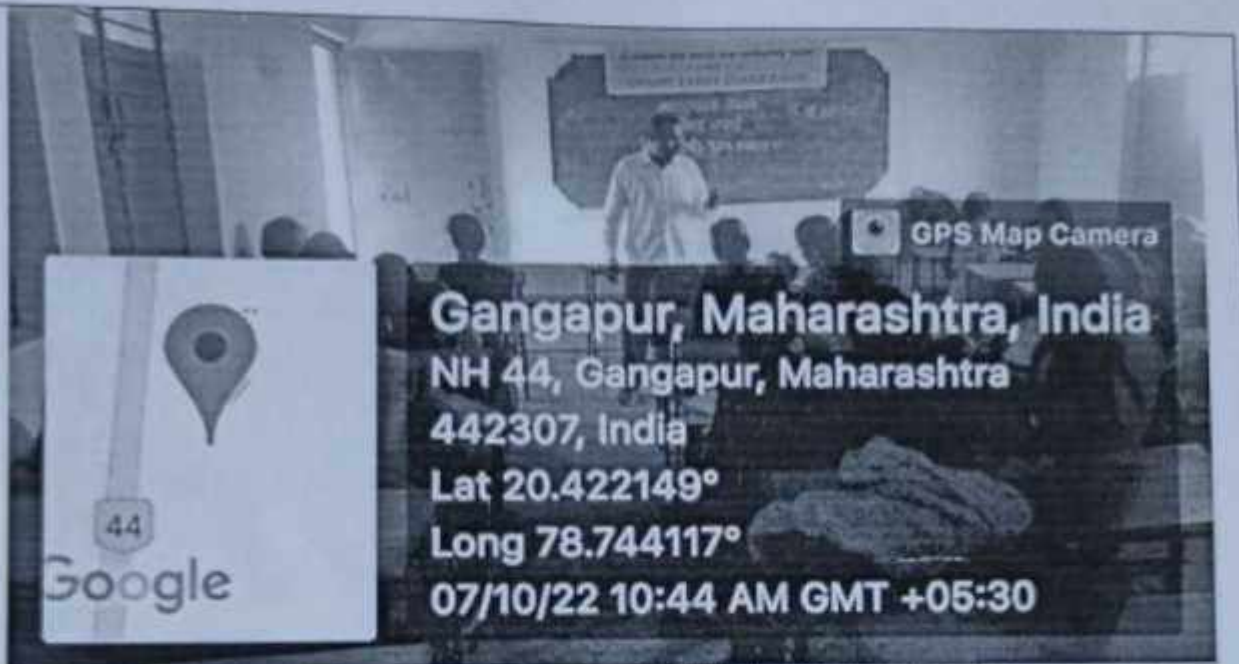 GPS Map Camera
Gangapur, Maharashtra, India
NH 44, Gangapur, Maharashtra
442307, India
Lat 20.422149°
Long 78.744117°
07/10/22 10:44 AM GMT +05:30
44
Google